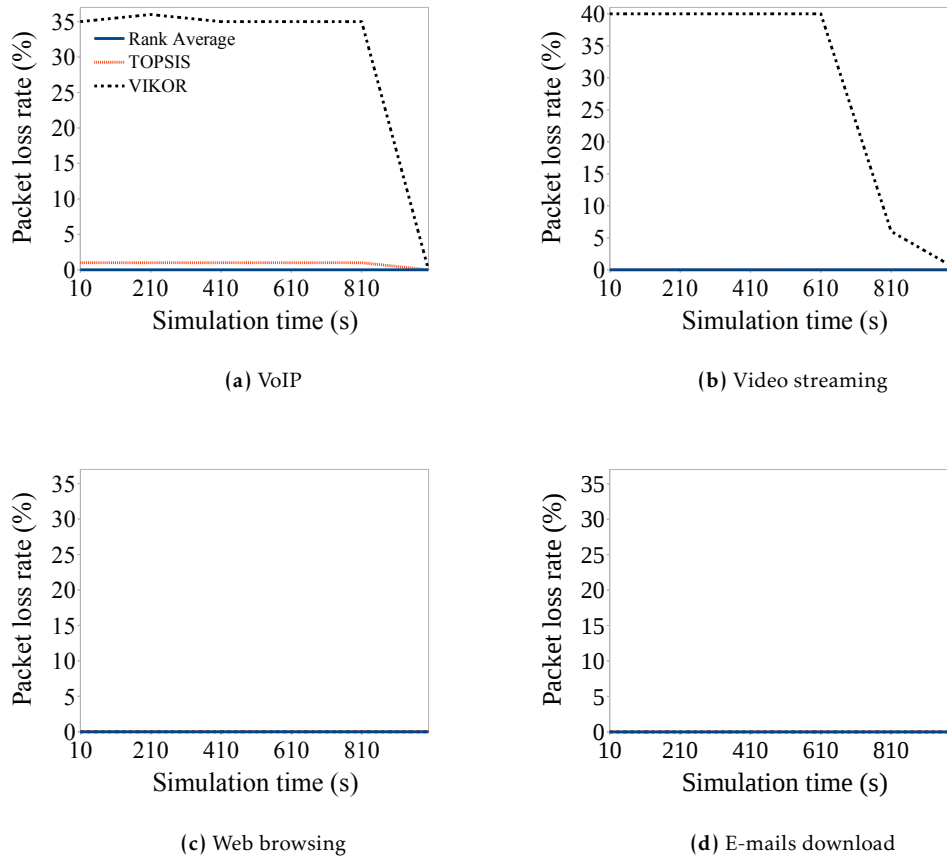 Packet loss rate (%)
35
30
25
20
15
10
5
0
Rank Average
TOPSIS
VIKOR
10 210 410 610 810
Simulation time (s)
(a) VoIP
Packet loss rate (%)
40
35
30
25
20
15
10
5
0
10 210 410 610 810
Simulation time (s)
(b) Video streaming
Packet loss rate (%)
35
30
25
20
15
10
5
0
10 210 410 610 810
Simulation time (s)
(c) Web browsing
Packet loss rate (%)
35
30
25
20
15
10
5
0
10 210 410 610 810
Simulation time (s)
(d) E-mails download